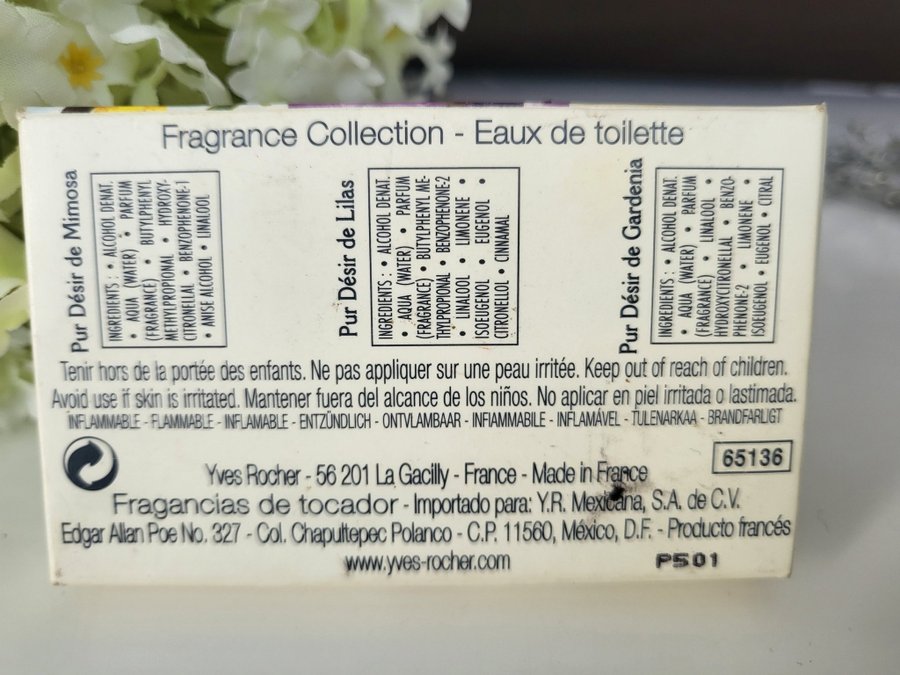 Fragrance Collection - Eaux de toilette
Pur Désir de Mimosa
INGREDIENTS : • ALCOHOL DENAT.
• AQUA (WATER) • PARFUM
(FRAGRANCE) • BUTYLPHENYL
METHYLPROPIONAL • HYDROXY-
CITRONELLAL • BENZOPHENONE-1
• ANISE ALCOHOL • LINALOOL
Pur Désir de Lilas
INGREDIENTS : • ALCOHOL DENAT.
• AQUA (WATER) • PARFUM
(FRAGRANCE) • BUTYLPHENYL ME-
THYLPROPIONAL • BENZOPHENONE-2
• LINALOOL • LIMONENE •
ISOEUGENOL • EUGENOL •
CITRONELLOL • CINNAMAL
Pur Désir de Gardenia
INGREDIENTS : • ALCOHOL DENAT.
• AQUA (WATER) • PARFUM
(FRAGRANCE) • LINALOOL •
HYDROXYCITRONELLAL • BENZO-
PHENONE-2 • LIMONENE •
ISOEUGENOL • EUGENOL • CITRAL
Tenir hors de la portée des enfants. Ne pas appliquer sur une peau irritée. Keep out of reach of children.
Avoid use if skin is irritated. Mantener fuera del alcance de los niños. No aplicar en piel irritada o lastimada.
INFLAMMABLE - FLAMMABLE - INFLAMABLE - ENTZÜNDLICH - ONTVLAMBAAR - INFIAMMABILE - INFLAMÁVEL - TULENARKAA - BRANDFARLIGT
65136
Yves Rocher - 56 201 La Gacilly - France - Made in France
Fragancias de tocador - Importado para: Y.R. Mexicana, S.A. de C.V.
Edgar Allan Poe No. 327 - Col. Chapultepec Polanco - C.P. 11560, México, D.F. - Producto francés
www.yves-rocher.com
P501